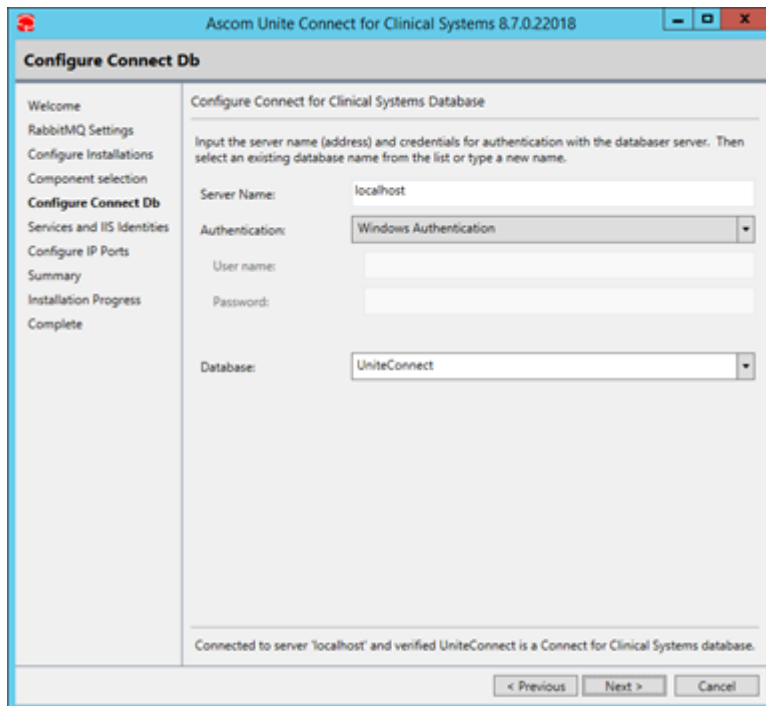 Ascom Unite Connect for Clinical Systems 8.7.0.22018
Configure Connect Db
Welcome
RabbitMQ Settings
Configure Installations
Component selection
Configure Connect Db
Services and IIS Identities
Configure IP Ports
Summary
Installation Progress
Complete
Configure Connect for Clinical Systems Database
Input the server name (address) and credentials for authentication with the databaser server. Then
select an existing database name from the list or type a new name.
Server Name: localhost
Authentication: Windows Authentication
User name:
Password:
Database: UniteConnect
Connected to server 'localhost' and verified UniteConnect is a Connect for Clinical Systems database.
< Previous Next > Cancel